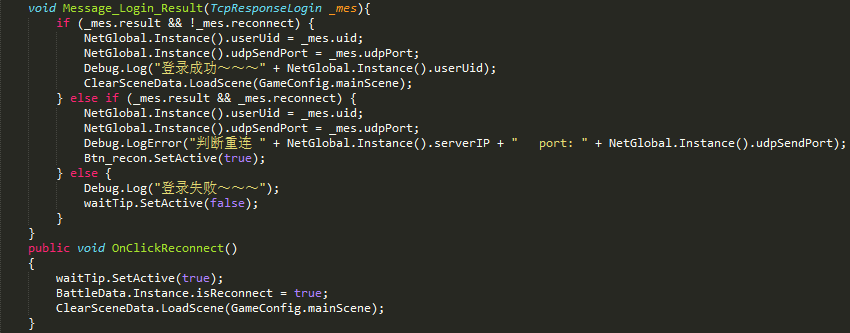 void Message_Login_Result(TcpResponseLogin _mes){
    if (_mes.result && !_mes.reconnect) {
        NetGlobal.Instance().userUid = _mes.uid;
        NetGlobal.Instance().udpSendPort = _mes.udpPort;
        Debug.Log("登录成功～～～" + NetGlobal.Instance().userUid);
        ClearSceneData.LoadScene(GameConfig.mainScene);
    } else if (_mes.result && _mes.reconnect) {
        NetGlobal.Instance().userUid = _mes.uid;
        NetGlobal.Instance().udpSendPort = _mes.udpPort;
        Debug.LogError("判断重连 " + NetGlobal.Instance().serverIP + "   port: " + NetGlobal.Instance().udpSendPort);
        Btn_recon.SetActive(true);
    } else {
        Debug.Log("登录失败～～～");
        waitTip.SetActive(false);
    }
}
public void OnClickReconnect()
{
    waitTip.SetActive(true);
    BattleData.Instance.isReconnect = true;
    ClearSceneData.LoadScene(GameConfig.mainScene);
}